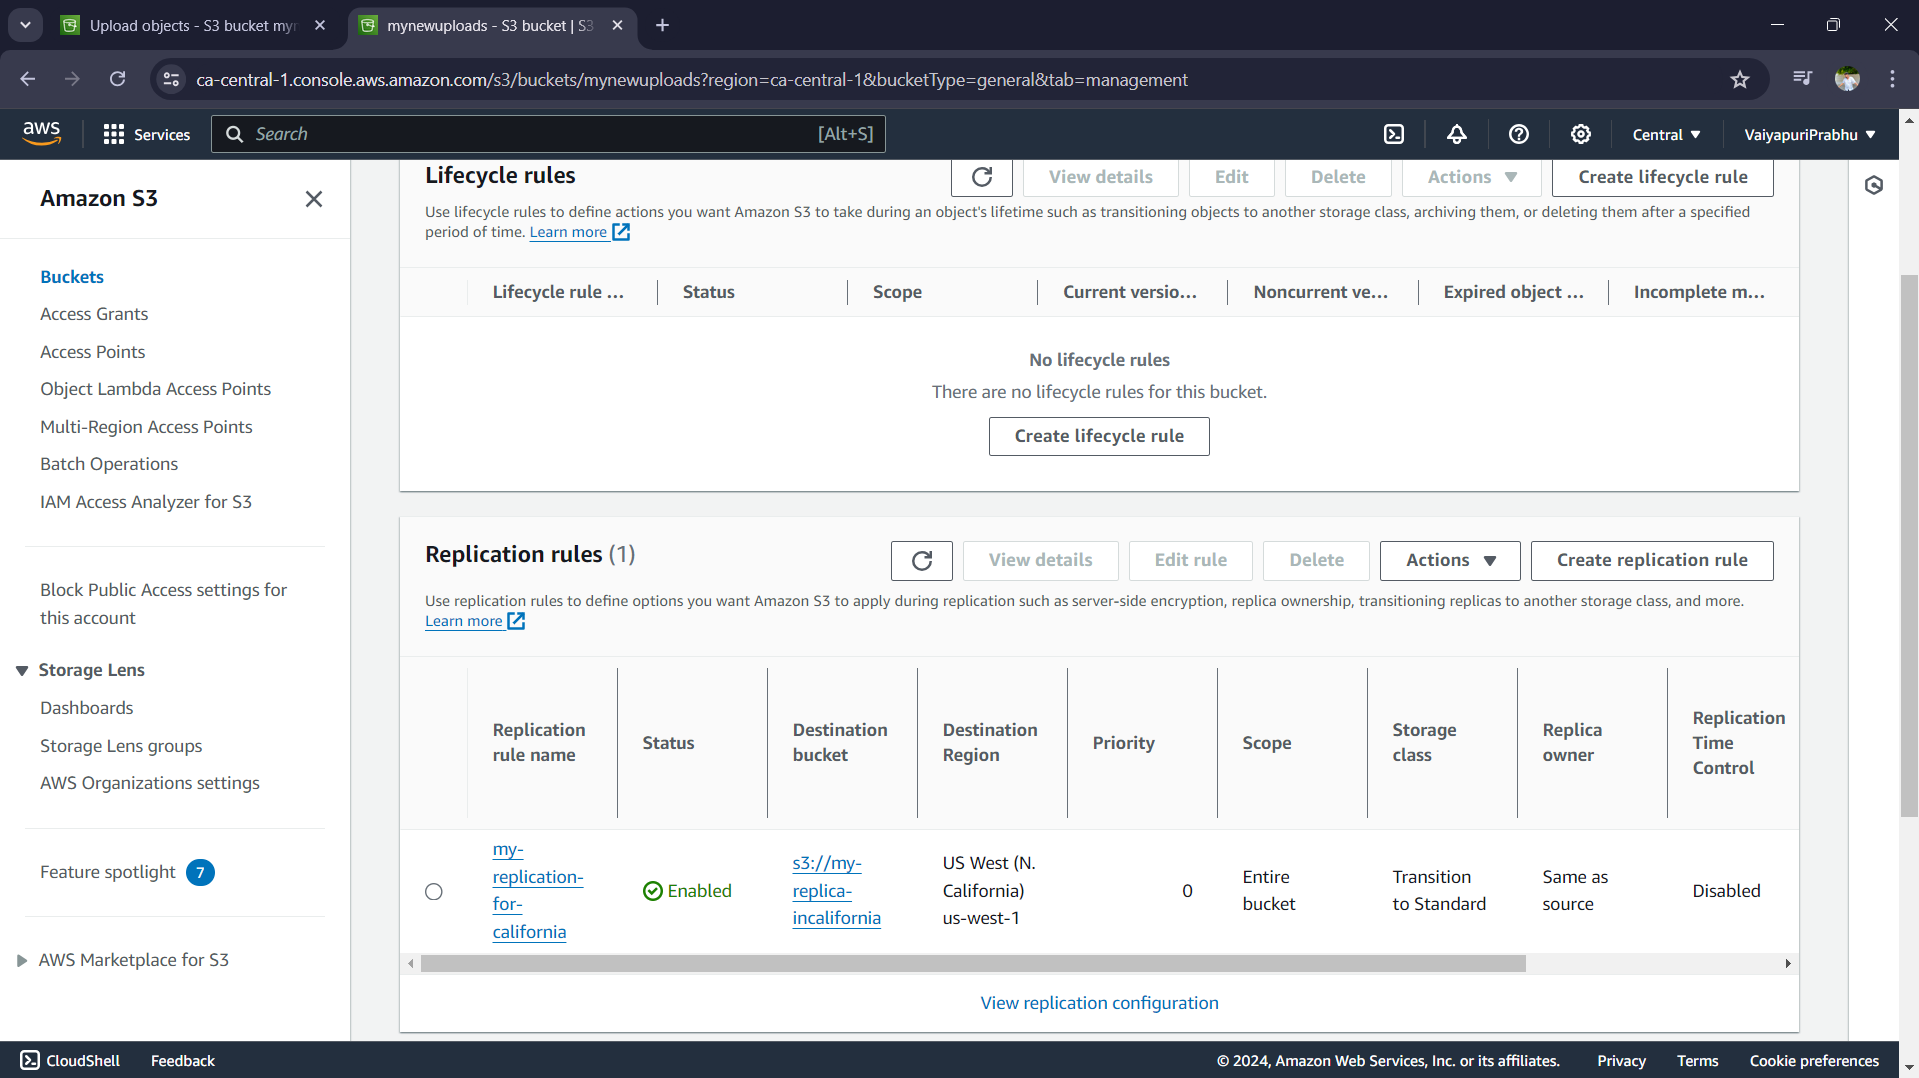 Upload objects - S3 bucket myn
mynewuploads - S3 bucket | S3
ca-central-1.console.aws.amazon.com/s3/buckets/mynewuploads?region=ca-central-1&bucketType=general&tab=management
aws
Services
Search
[Alt+S]
Central
VaiyapuriPrabhu
Amazon S3
Buckets
Access Grants
Access Points
Object Lambda Access Points
Multi-Region Access Points
Batch Operations
IAM Access Analyzer for S3
Block Public Access settings for
this account
Storage Lens
Dashboards
Storage Lens groups
AWS Organizations settings
Feature spotlight 7
AWS Marketplace for S3
Lifecycle rules
View details
Edit
Delete
Actions
Create lifecycle rule
Use lifecycle rules to define actions you want Amazon S3 to take during an object's lifetime such as transitioning objects to another storage class, archiving them, or deleting them after a specified
period of time. Learn more
Lifecycle rule ...
Status
Scope
Current versio...
Noncurrent ve...
Expired object ...
Incomplete m...
No lifecycle rules
There are no lifecycle rules for this bucket.
Create lifecycle rule
Replication rules (1)
View details
Edit rule
Delete
Actions
Create replication rule
Use replication rules to define options you want Amazon S3 to apply during replication such as server-side encryption, replica ownership, transitioning replicas to another storage class, and more.
Learn more
Replication
rule name
Status
Destination
bucket
Destination
Region
Priority
Scope
Storage
class
Replica
owner
Replication
Time
Control
my-
replication-
for-
california
Enabled
s3://my-
replica-
incalifornia
US West (N.
California)
us-west-1
0
Entire
bucket
Transition
to Standard
Same as
source
Disabled
View replication configuration
CloudShell
Feedback
© 2024, Amazon Web Services, Inc. or its affiliates.
Privacy
Terms
Cookie preferences